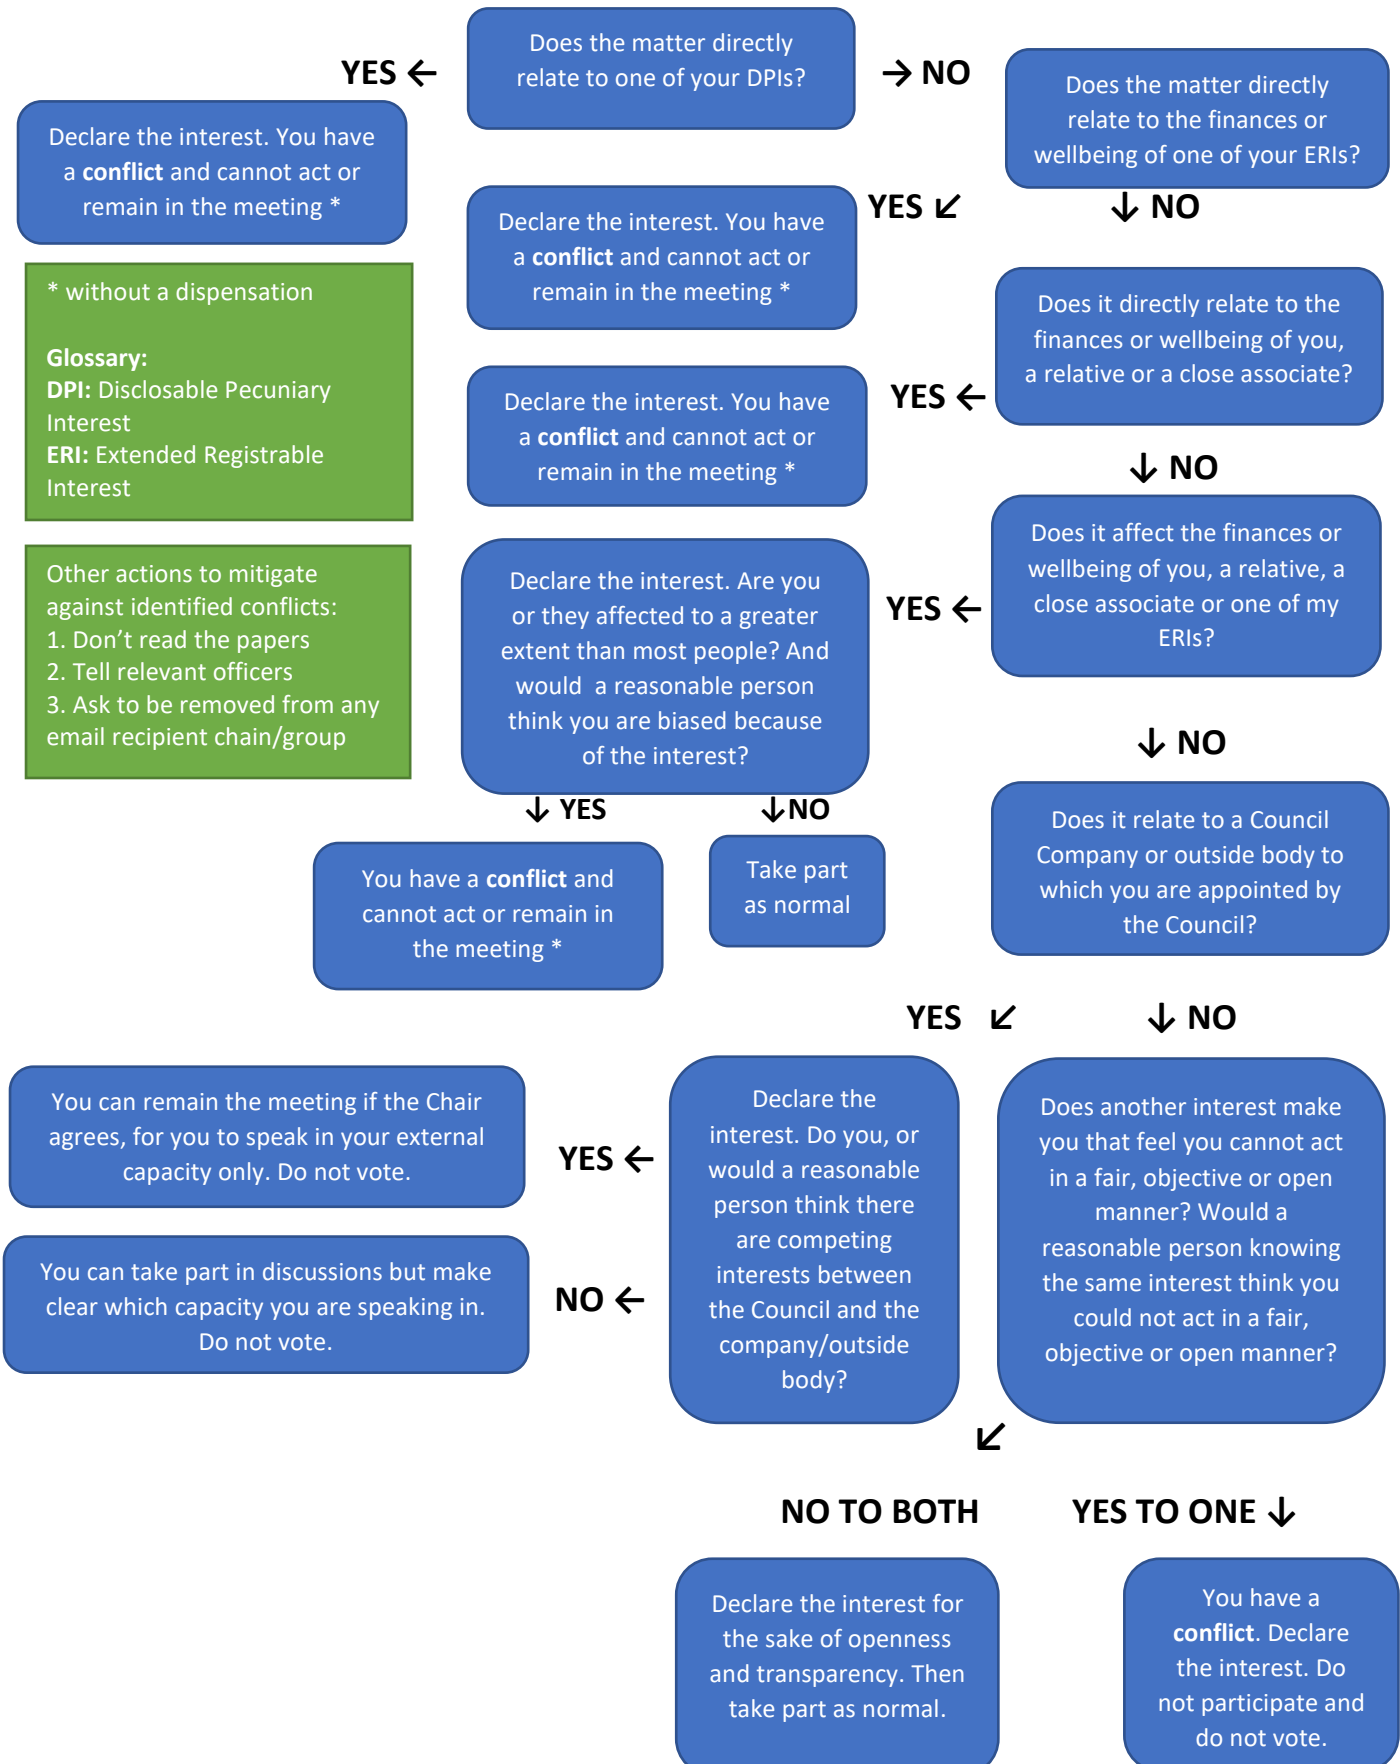 Does the matter directly
relate to one of your DPIs?
YES ←
→ NO
Does the matter directly
relate to the finances or
wellbeing of one of your ERIs?
Declare the interest. You have
a conflict and cannot act or
remain in the meeting *
YES ↙
↓ NO
Declare the interest. You have
a conflict and cannot act or
remain in the meeting *
* without a dispensation
Glossary:
DPI: Disclosable Pecuniary
Interest
ERI: Extended Registrable
Interest
Does it directly relate to the
finances or wellbeing of you,
a relative or a close associate?
YES ←
Declare the interest. You have
a conflict and cannot act or
remain in the meeting *
↓ NO
Does it affect the finances or
wellbeing of you, a relative, a
close associate or one of my
ERIs?
YES ←
Declare the interest. Are you
or they affected to a greater
extent than most people? And
would  a reasonable person
think you are biased because
of the interest?
Other actions to mitigate
against identified conflicts:
1. Don’t read the papers
2. Tell relevant officers
3. Ask to be removed from any
email recipient chain/group
↓ NO
↓ YES
↓NO
You have a conflict and
cannot act or remain in
the meeting *
Take part
as normal
Does it relate to a Council
Company or outside body to
which you are appointed by
the Council?
YES ↙
↓ NO
Declare the
interest. Do you, or
would a reasonable
person think there
are competing
interests between
the Council and the
company/outside
body?
Does another interest make
you that feel you cannot act
in a fair, objective or open
manner? Would a
reasonable person knowing
the same interest think you
could not act in a fair,
objective or open manner?
YES ←
You can remain the meeting if the Chair
agrees, for you to speak in your external
capacity only. Do not vote.
NO ←
You can take part in discussions but make
clear which capacity you are speaking in.
Do not vote.
↙
NO TO BOTH
YES TO ONE ↓
Declare the interest for
the sake of openness
and transparency. Then
take part as normal.
You have a
conflict. Declare
the interest. Do
not participate and
do not vote.